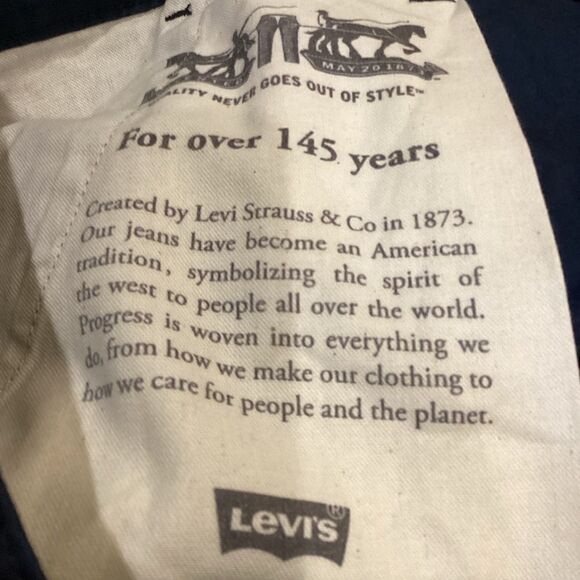 MAY 20 187
QUALITY NEVER GOES OUT OF STYLE™
For over 145 years
Created by Levi Strauss & Co in 1873.
Our jeans have become an American
tradition, symbolizing the spirit of
the west to people all over the world.
Progress is woven into everything we
do, from how we make our clothing to
how we care for people and the planet.
Levi's®